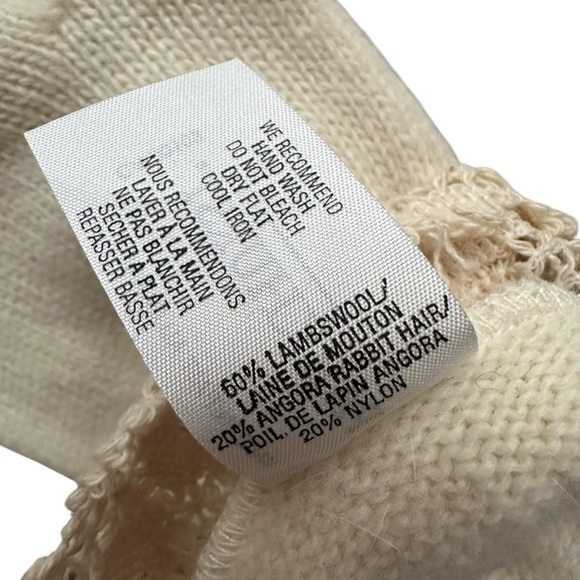 WE RECOMMEND
HAND WASH
DO NOT BLEACH
DRY FLAT
COOL IRON
NOUS RECOMMENDONS
LAVER À LA MAIN
NE PAS BLANCHIR
SECHER À PLAT
REPASSER BASSE
60% LAMBSWOOL/
LAINE DE MOUTON
20% ANGORA RABBIT HAIR/
POIL. DE LAPIN ANGORA
20% NYLON